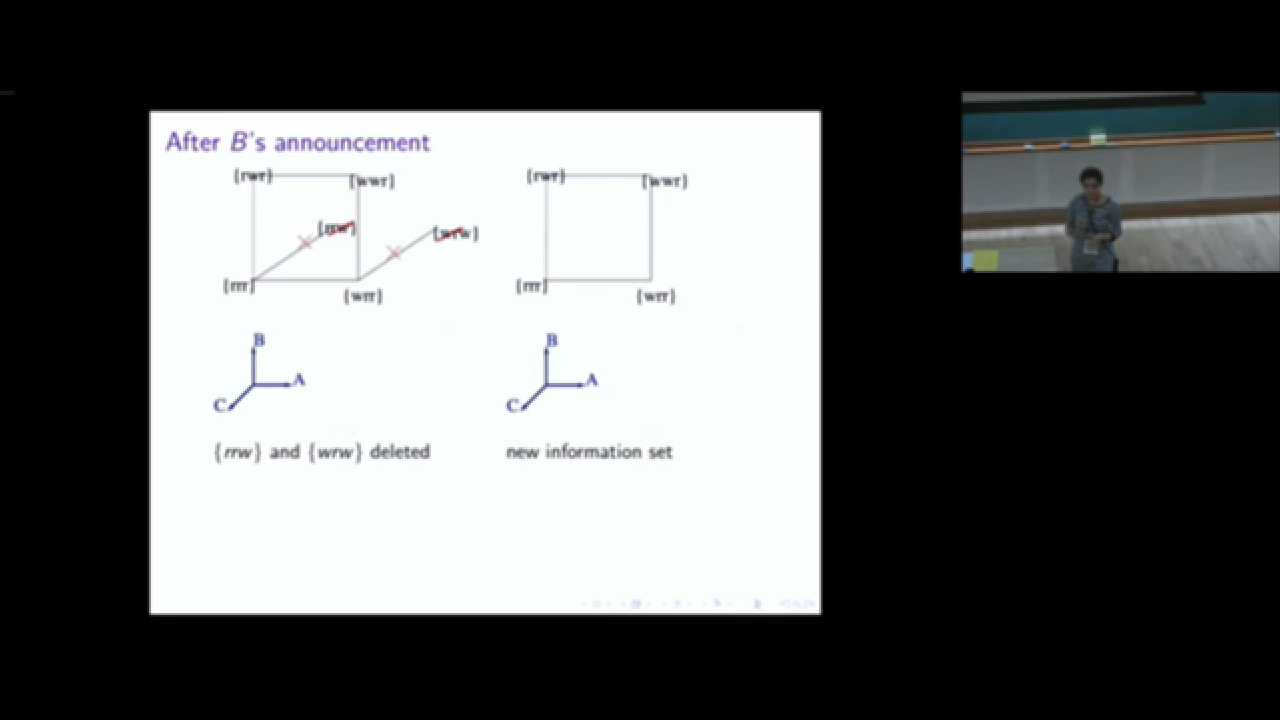 After B's announcement
{rwr} {wwr} {rwr} {wwr}
{rrw} {wrw}
{rrr} {wrr} {rrr} {wrr}
B B
A A
C C
{rrw} and {wrw} deleted new information set